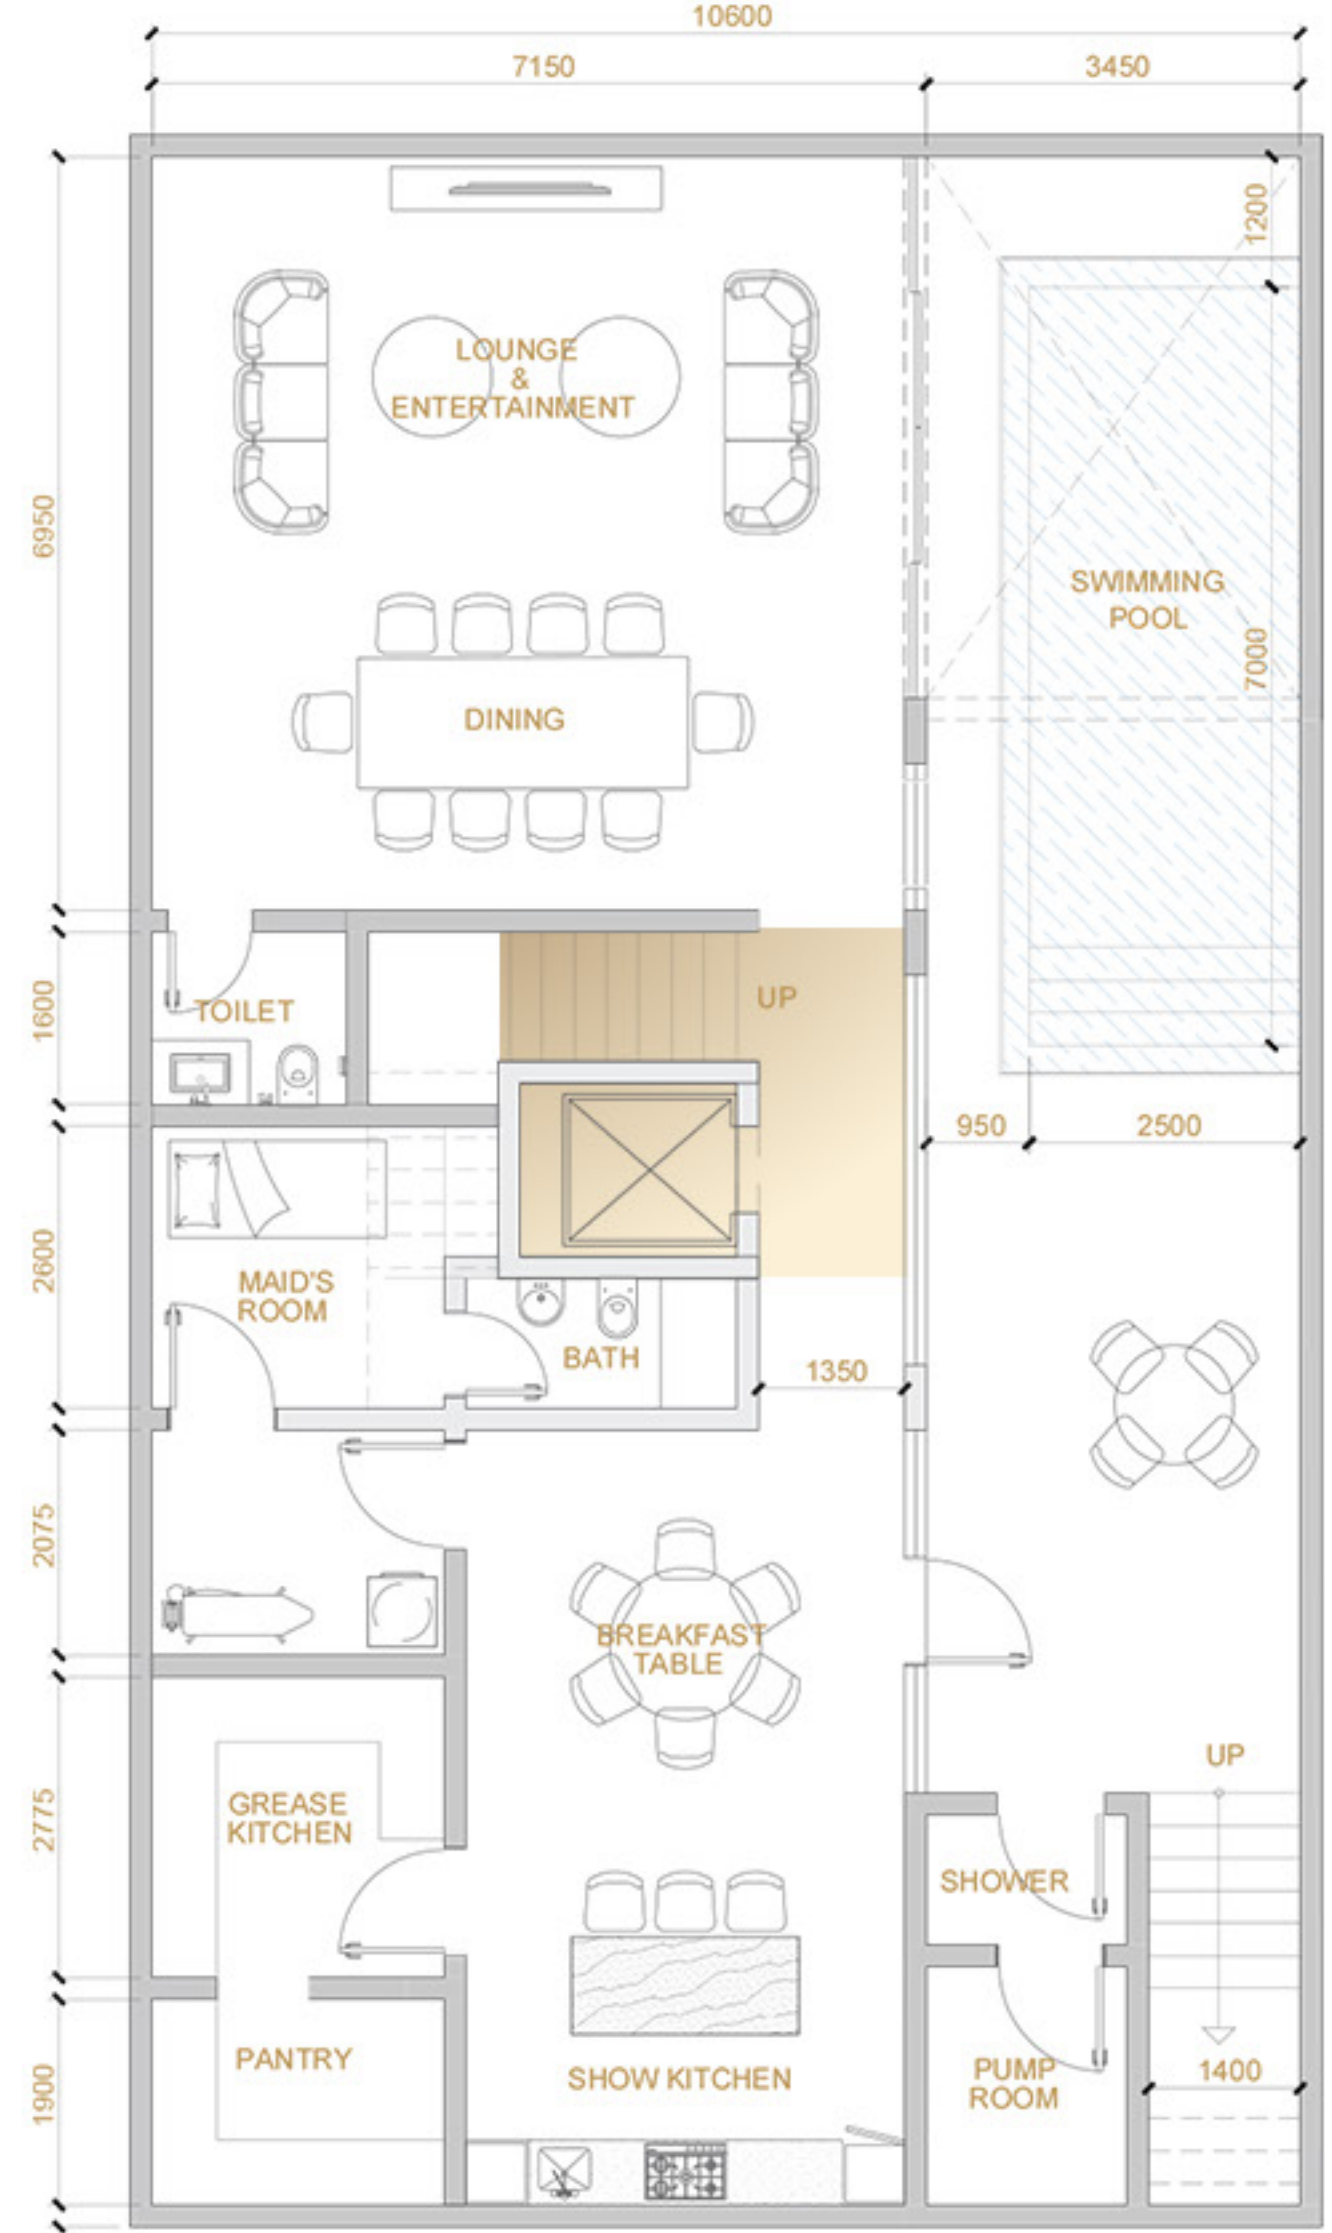 10600
7150
3450
1200
LOUNGE
&
ENTERTAINMENT
6950
SWIMMING
POOL
7000
DINING
1600
TOILET
UP
950
2500
2600
MAID'S
ROOM
BATH
1350
2075
BREAKFAST
TABLE
UP
2775
GREASE
KITCHEN
SHOWER
1900
PANTRY
SHOW KITCHEN
PUMP
ROOM
1400